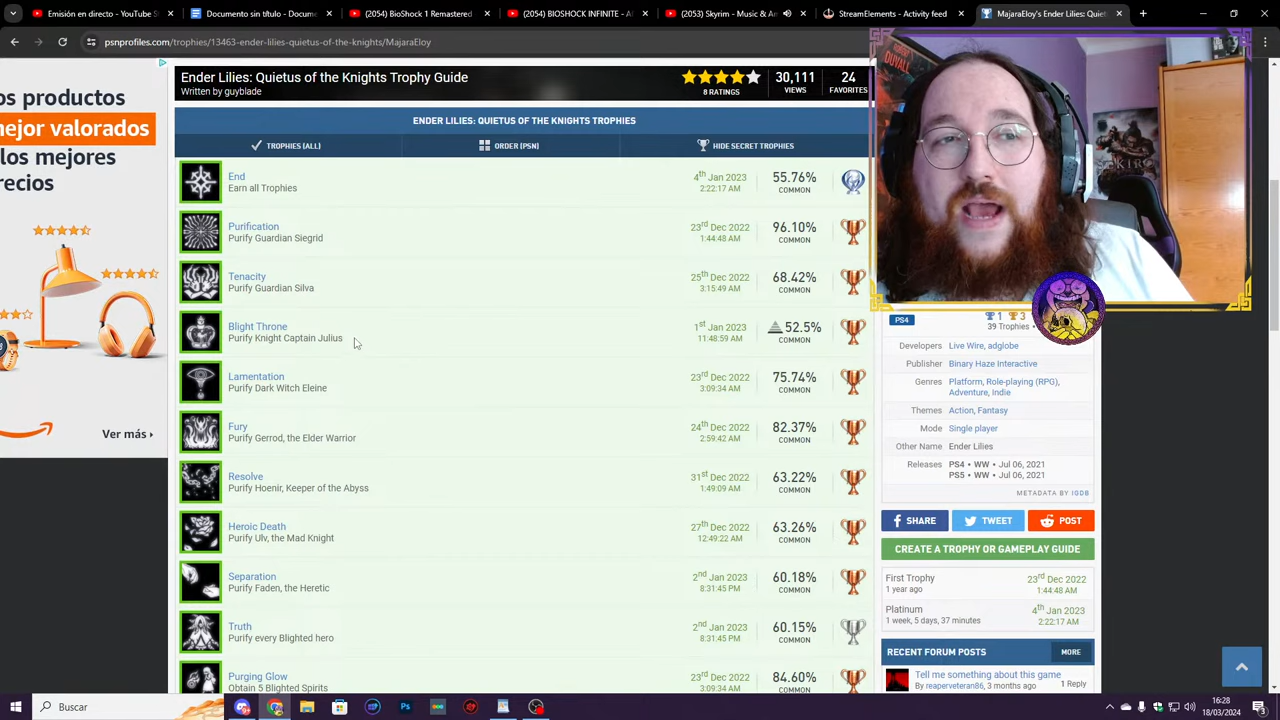 Emisión en directo - YouTube S
Documento sin título - Docum
(2054) BioShock 1 Remastered
(2054) BIOSHOCK INFINITE - A
(2053) Skyrim - Music & Am
StreamElements - Activity feed
MajaraEloy's Ender Lilies: Quiet
psnprofiles.com/trophies/13463-ender-lilies-quietus-of-the-knights/MajaraEloy
os productos
mejor valorados
los mejores
recios
Ver más
Ender Lilies: Quietus of the Knights Trophy Guide
Written by guyblade
8 RATINGS
30,111
VIEWS
24
FAVORITES
ENDER LILIES: QUIETUS OF THE KNIGHTS TROPHIES
TROPHIES (ALL)
ORDER (PSN)
HIDE SECRET TROPHIES
End
Earn all Trophies
4th Jan 2023
2:22:17 AM
55.76%
COMMON
Purification
Purify Guardian Siegrid
23rd Dec 2022
1:44:48 AM
96.10%
COMMON
Tenacity
Purify Guardian Silva
25th Dec 2022
3:15:49 AM
68.42%
COMMON
Blight Throne
Purify Knight Captain Julius
1st Jan 2023
11:48:59 AM
52.5%
COMMON
Lamentation
Purify Dark Witch Eleine
23rd Dec 2022
3:09:34 AM
75.74%
COMMON
Fury
Purify Gerrod, the Elder Warrior
24th Dec 2022
2:59:42 AM
82.37%
COMMON
Resolve
Purify Hoenir, Keeper of the Abyss
31st Dec 2022
1:49:09 AM
63.22%
COMMON
Heroic Death
Purify Ulv, the Mad Knight
27th Dec 2022
12:49:22 AM
63.26%
COMMON
Separation
Purify Faden, the Heretic
2nd Jan 2023
8:31:45 PM
60.18%
COMMON
Truth
Purify every Blighted hero
2nd Jan 2023
8:31:45 PM
60.15%
COMMON
Purging Glow
Obtain 5 Blighted Spirits
23rd Dec 2022
3:09:34 AM
84.60%
COMMON
DUVALL
SEKIRO
PS4
1 3
39 Trophies •
Developers Live Wire, adglobe
Publisher Binary Haze Interactive
Genres Platform, Role-playing (RPG),
Adventure, Indie
Themes Action, Fantasy
Mode Single player
Other Name Ender Lilies
Releases PS4 • WW • Jul 06, 2021
PS5 • WW • Jul 06, 2021
METADATA BY IGDB
SHARE
TWEET
POST
CREATE A TROPHY OR GAMEPLAY GUIDE
First Trophy
1 year ago
23rd Dec 2022
1:44:48 AM
Platinum
1 week, 5 days, 37 minutes
4th Jan 2023
2:22:17 AM
RECENT FORUM POSTS
MORE
Tell me something about this game
By reaperveteran86, 3 months ago
1 Reply
Buscar
16:28
18/03/2024